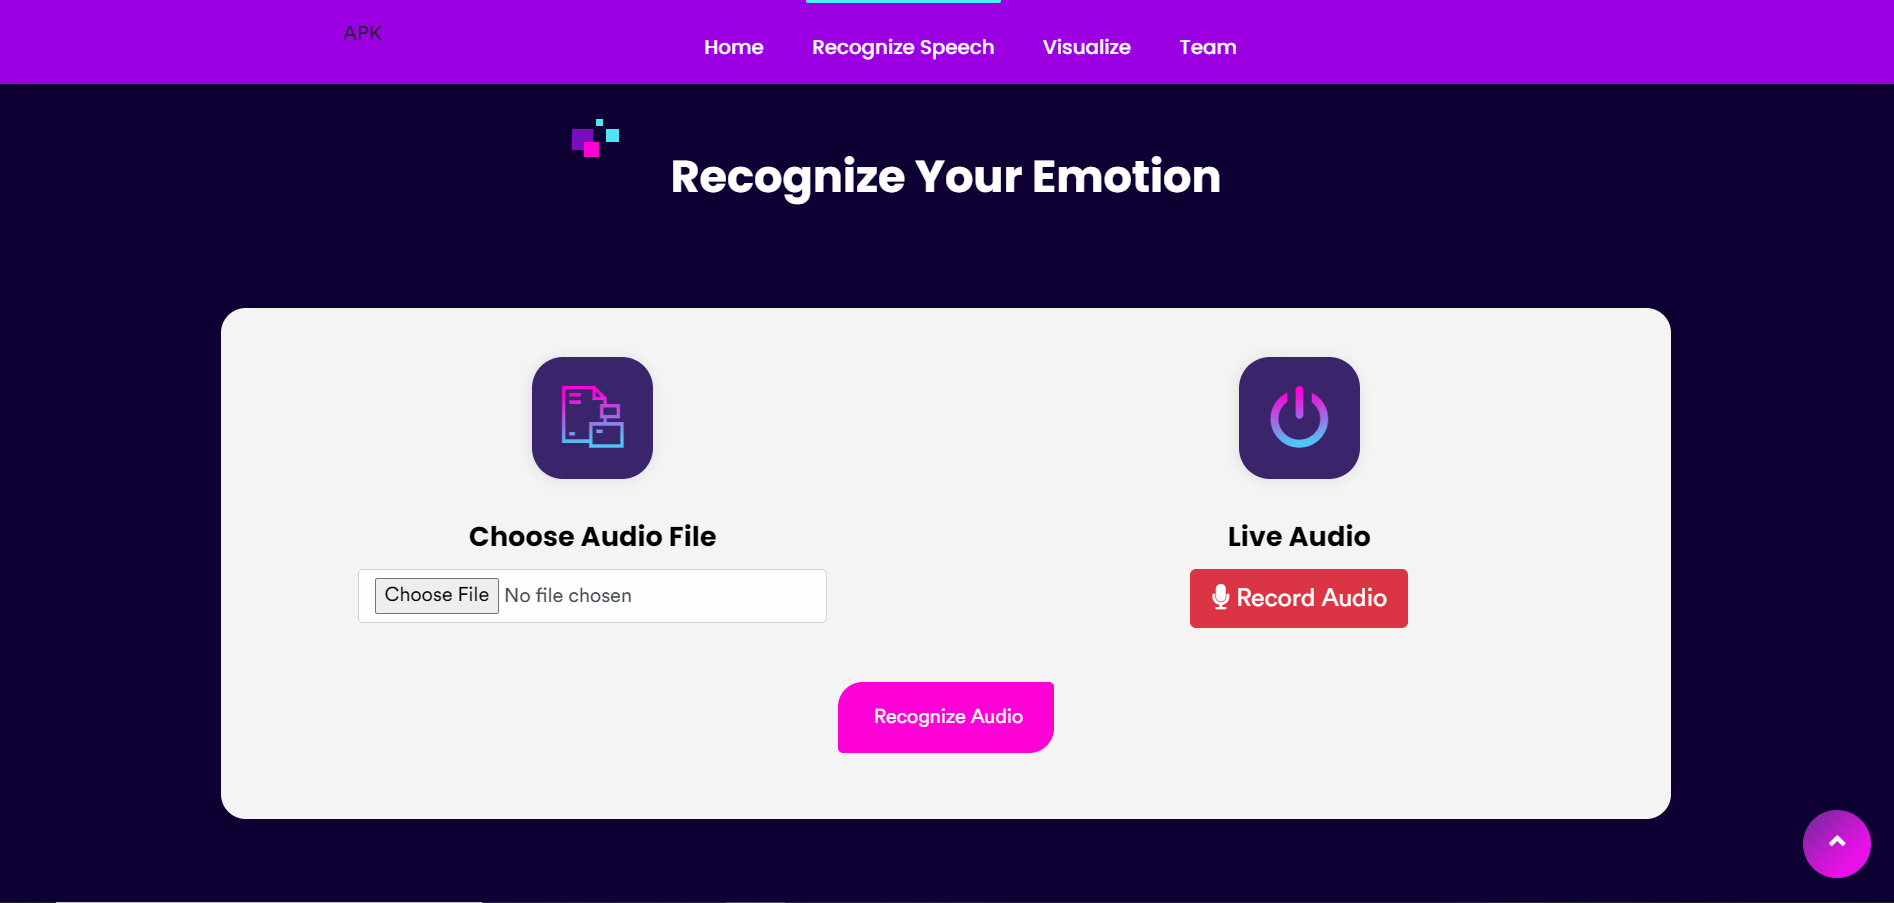 APK
Home Recognize Speech Visualize Team
Recognize Your Emotion
Choose Audio File
Live Audio
Choose File No file chosen
Record Audio
Recognize Audio